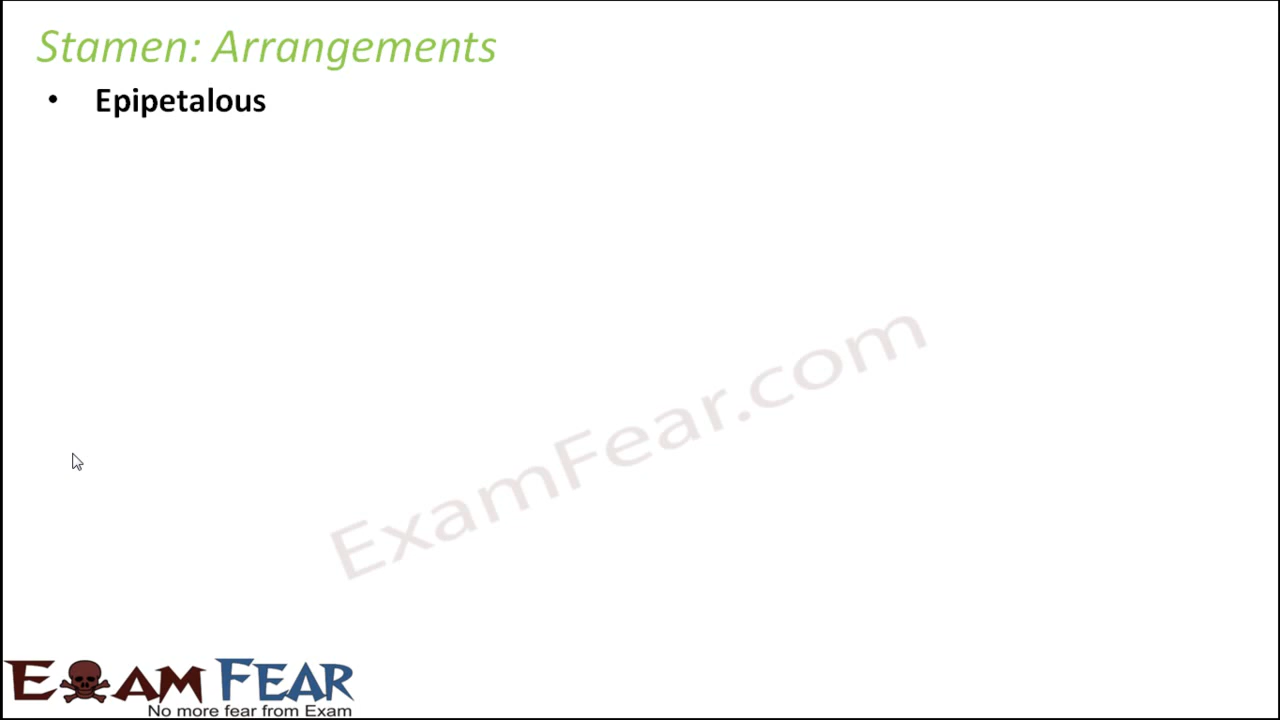 Stamen: Arrangements
• Epipetalous
ExamFear.com
EXAM FEAR
No more fear from Exam